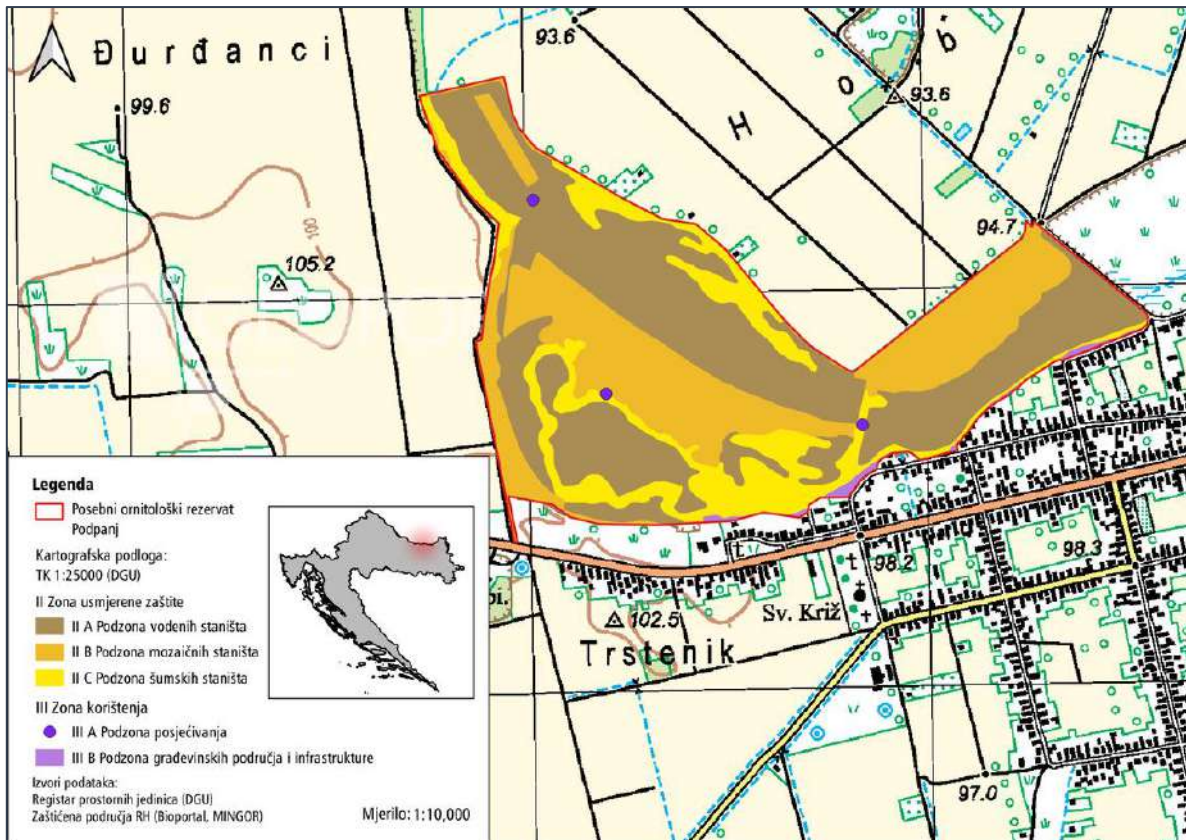 Đurđanci
93.6
b
o
93.6
99.6
H
94.7
100
105.2
Legenda
Posebni ornitološki rezervat
Podpanj
Kartografska podloga:
TK 1:25000 (DGU)
II Zona usmjerene zaštite
II A Podzona vodenih staništa
II B Podzona mozaičnih staništa
II C Podzona šumskih staništa
III Zona korištenja
III A Podzona posjećivanja
III B Podzona građevinskih područja i infrastrukture
Izvori podataka:
Registar prostornih jedinica (DGU)
Zaštićena područja RH (Bioportal, MINGOR)
Mjerilo: 1:10,000
98.2
98.3
bi.
102.5
Sv. Križ
Trstenik
97.0